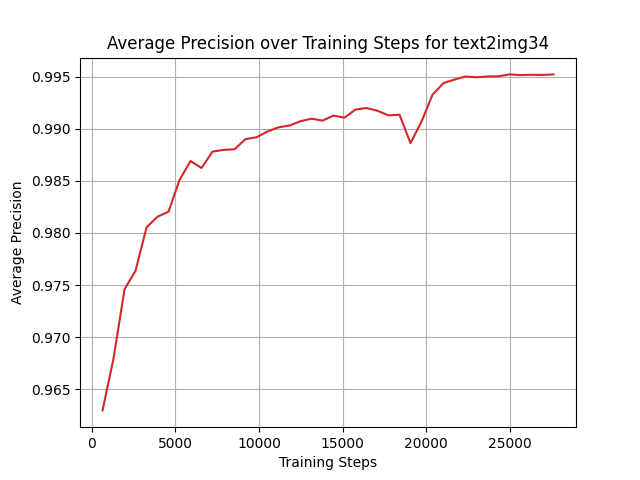 Average Precision over Training Steps for text2img34
0.995
0.990
0.985
0.980
0.975
0.970
0.965
Average Precision
0 5000 10000 15000 20000 25000
Training Steps